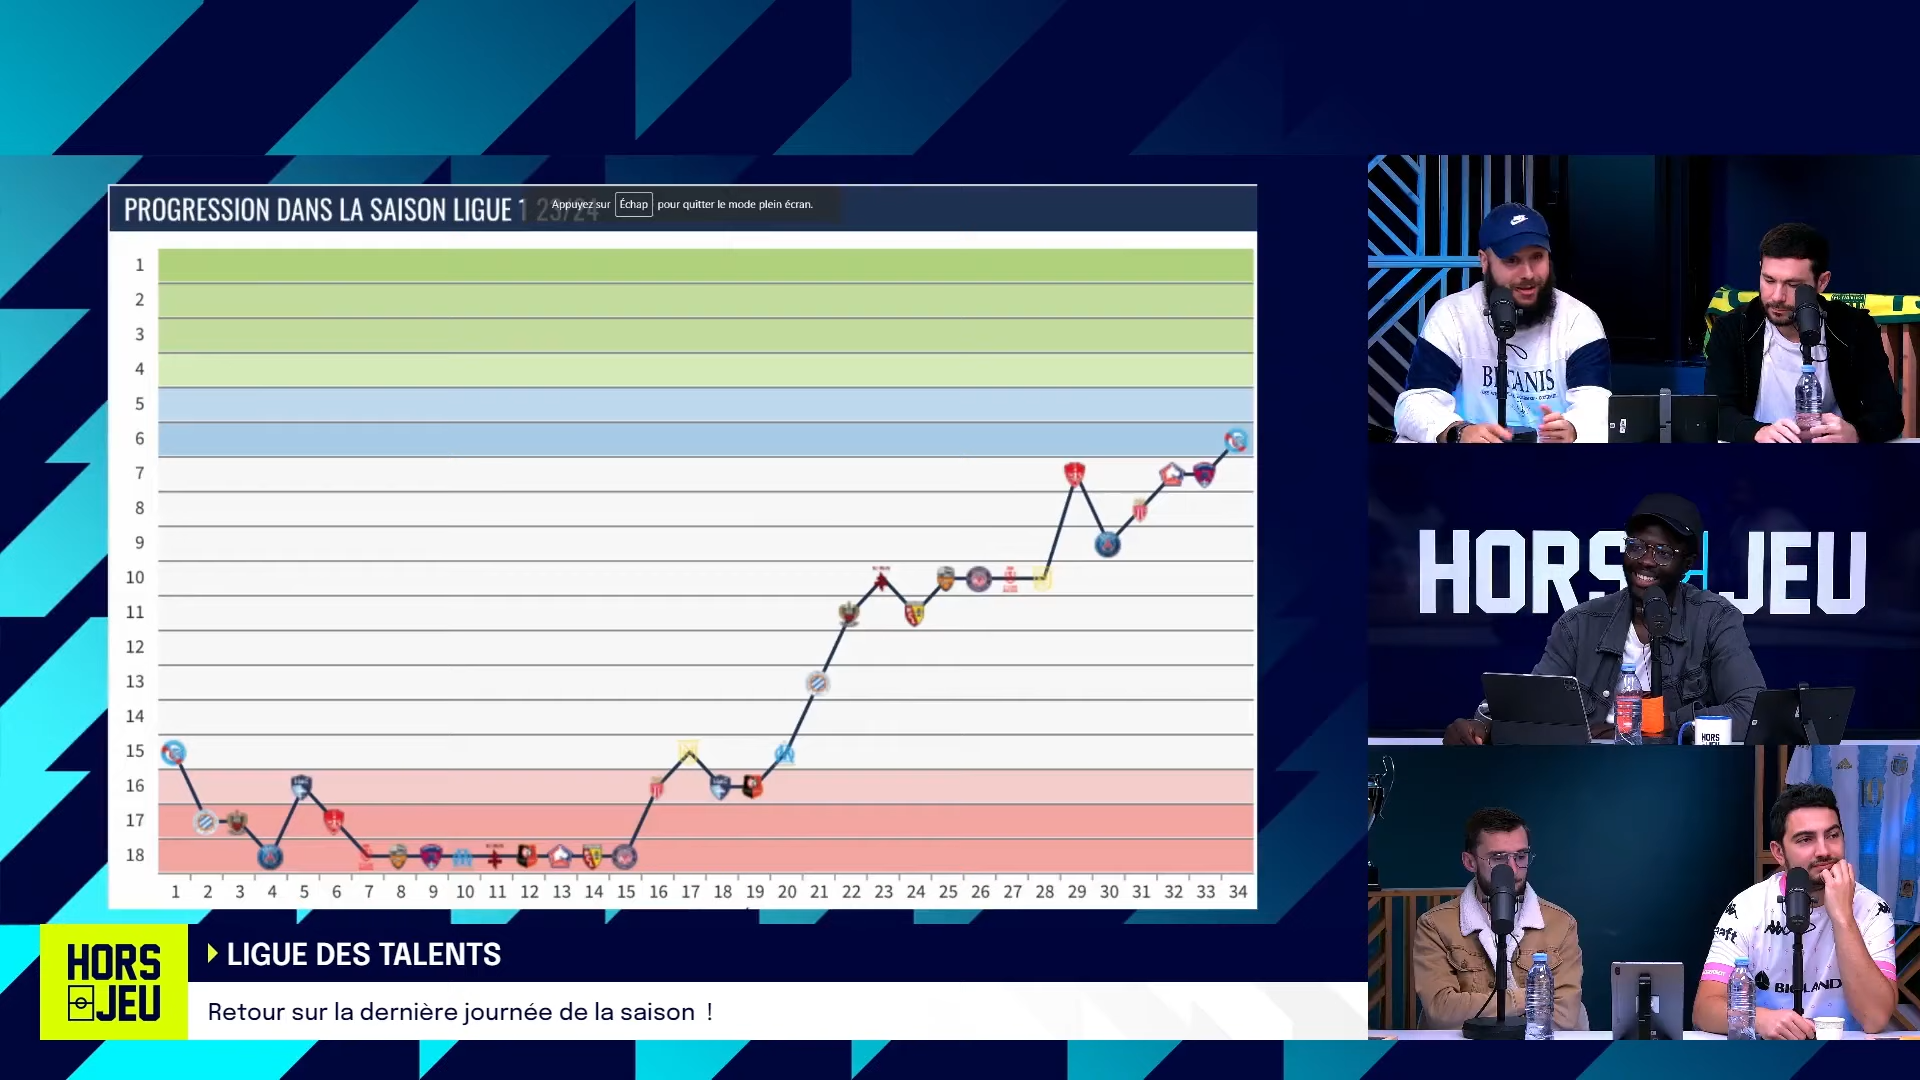 PROGRESSION DANS LA SAISON LIGUE 1 23/24
Appuyez sur Échap pour quitter le mode plein écran.
1
2
3
4
5
6
7
8
9
10
11
12
13
14
15
16
17
18
1 2 3 4 5 6 7 8 9 10 11 12 13 14 15 16 17 18 19 20 21 22 23 24 25 26 27 28 29 30 31 32 33 34
HORS JEU
HORS
JEU
LIGUE DES TALENTS
Retour sur la dernière journée de la saison !